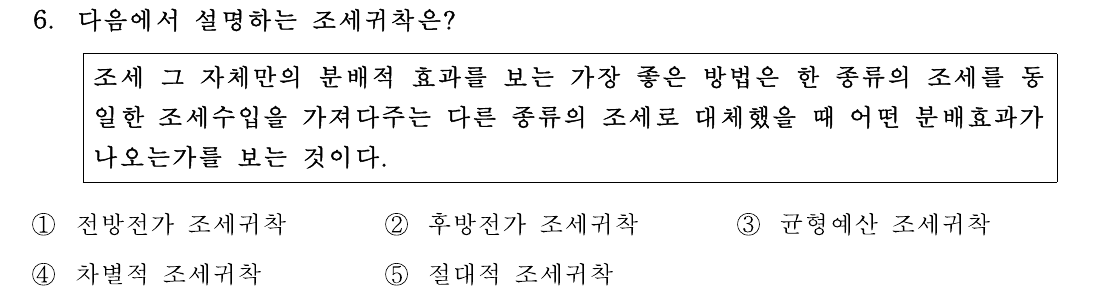 6. 다음에서 설명하는 조세귀착은?
조세 그 자체만의 분배적 효과를 보는 가장 좋은 방법은 한 종류의 조세를 동
일한 조세수입을 가져다주는 다른 종류의 조세로 대체했을 때 어떤 분배효과가
나오는가를 보는 것이다.
① 전방전가 조세귀착 ② 후방전가 조세귀착 ③ 균형예산 조세귀착
④ 차별적 조세귀착 ⑤ 절대적 조세귀착